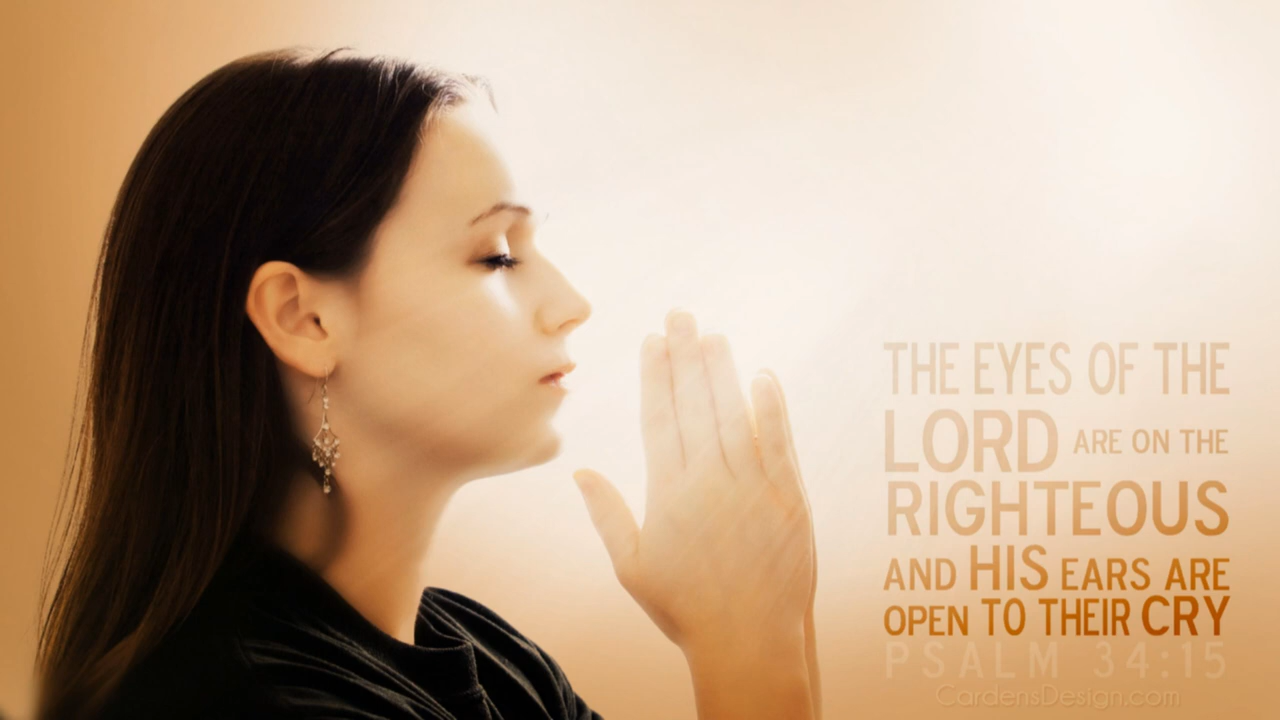 THE EYES OF THE
LORD ARE ON THE
RIGHTEOUS
AND HIS EARS ARE
OPEN TO THEIR CRY
PSALM 34:15
CardensDesign.com